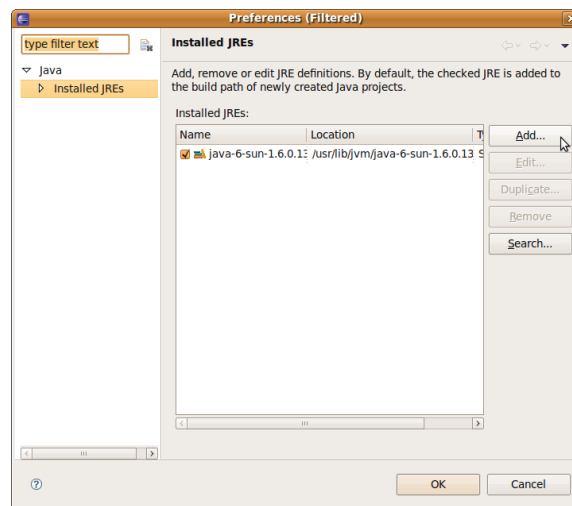 Preferences (Filtered)
type filter text
Installed JREs
Java
Installed JREs
Add, remove or edit JRE definitions. By default, the checked JRE is added to
the build path of newly created Java projects.
Installed JREs:
Name Location
java-6-sun-1.6.0.13 /usr/lib/jvm/java-6-sun-1.6.0.13 S
Add...
Edit...
Duplicate...
Remove
Search...
OK Cancel